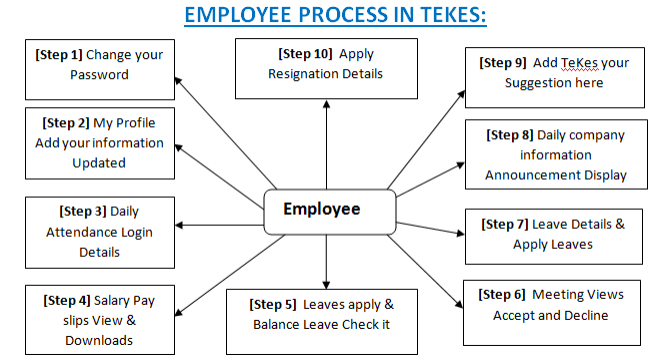 EMPLOYEE PROCESS IN TEKES:
[Step 1] Change your
Password
[Step 2] My Profile
Add your information
Updated
[Step 3] Daily
Attendance Login
Details
[Step 4] Salary Pay
slips View &
Downloads
[Step 10] Apply
Resignation Details
Employee
[Step 5] Leaves apply &
Balance Leave Check it
[Step 9] Add TeKes your
Suggestion here
[Step 8] Daily company
information
Announcement Display
[Step 7] Leave Details &
Apply Leaves
[Step 6] Meeting Views
Accept and Decline